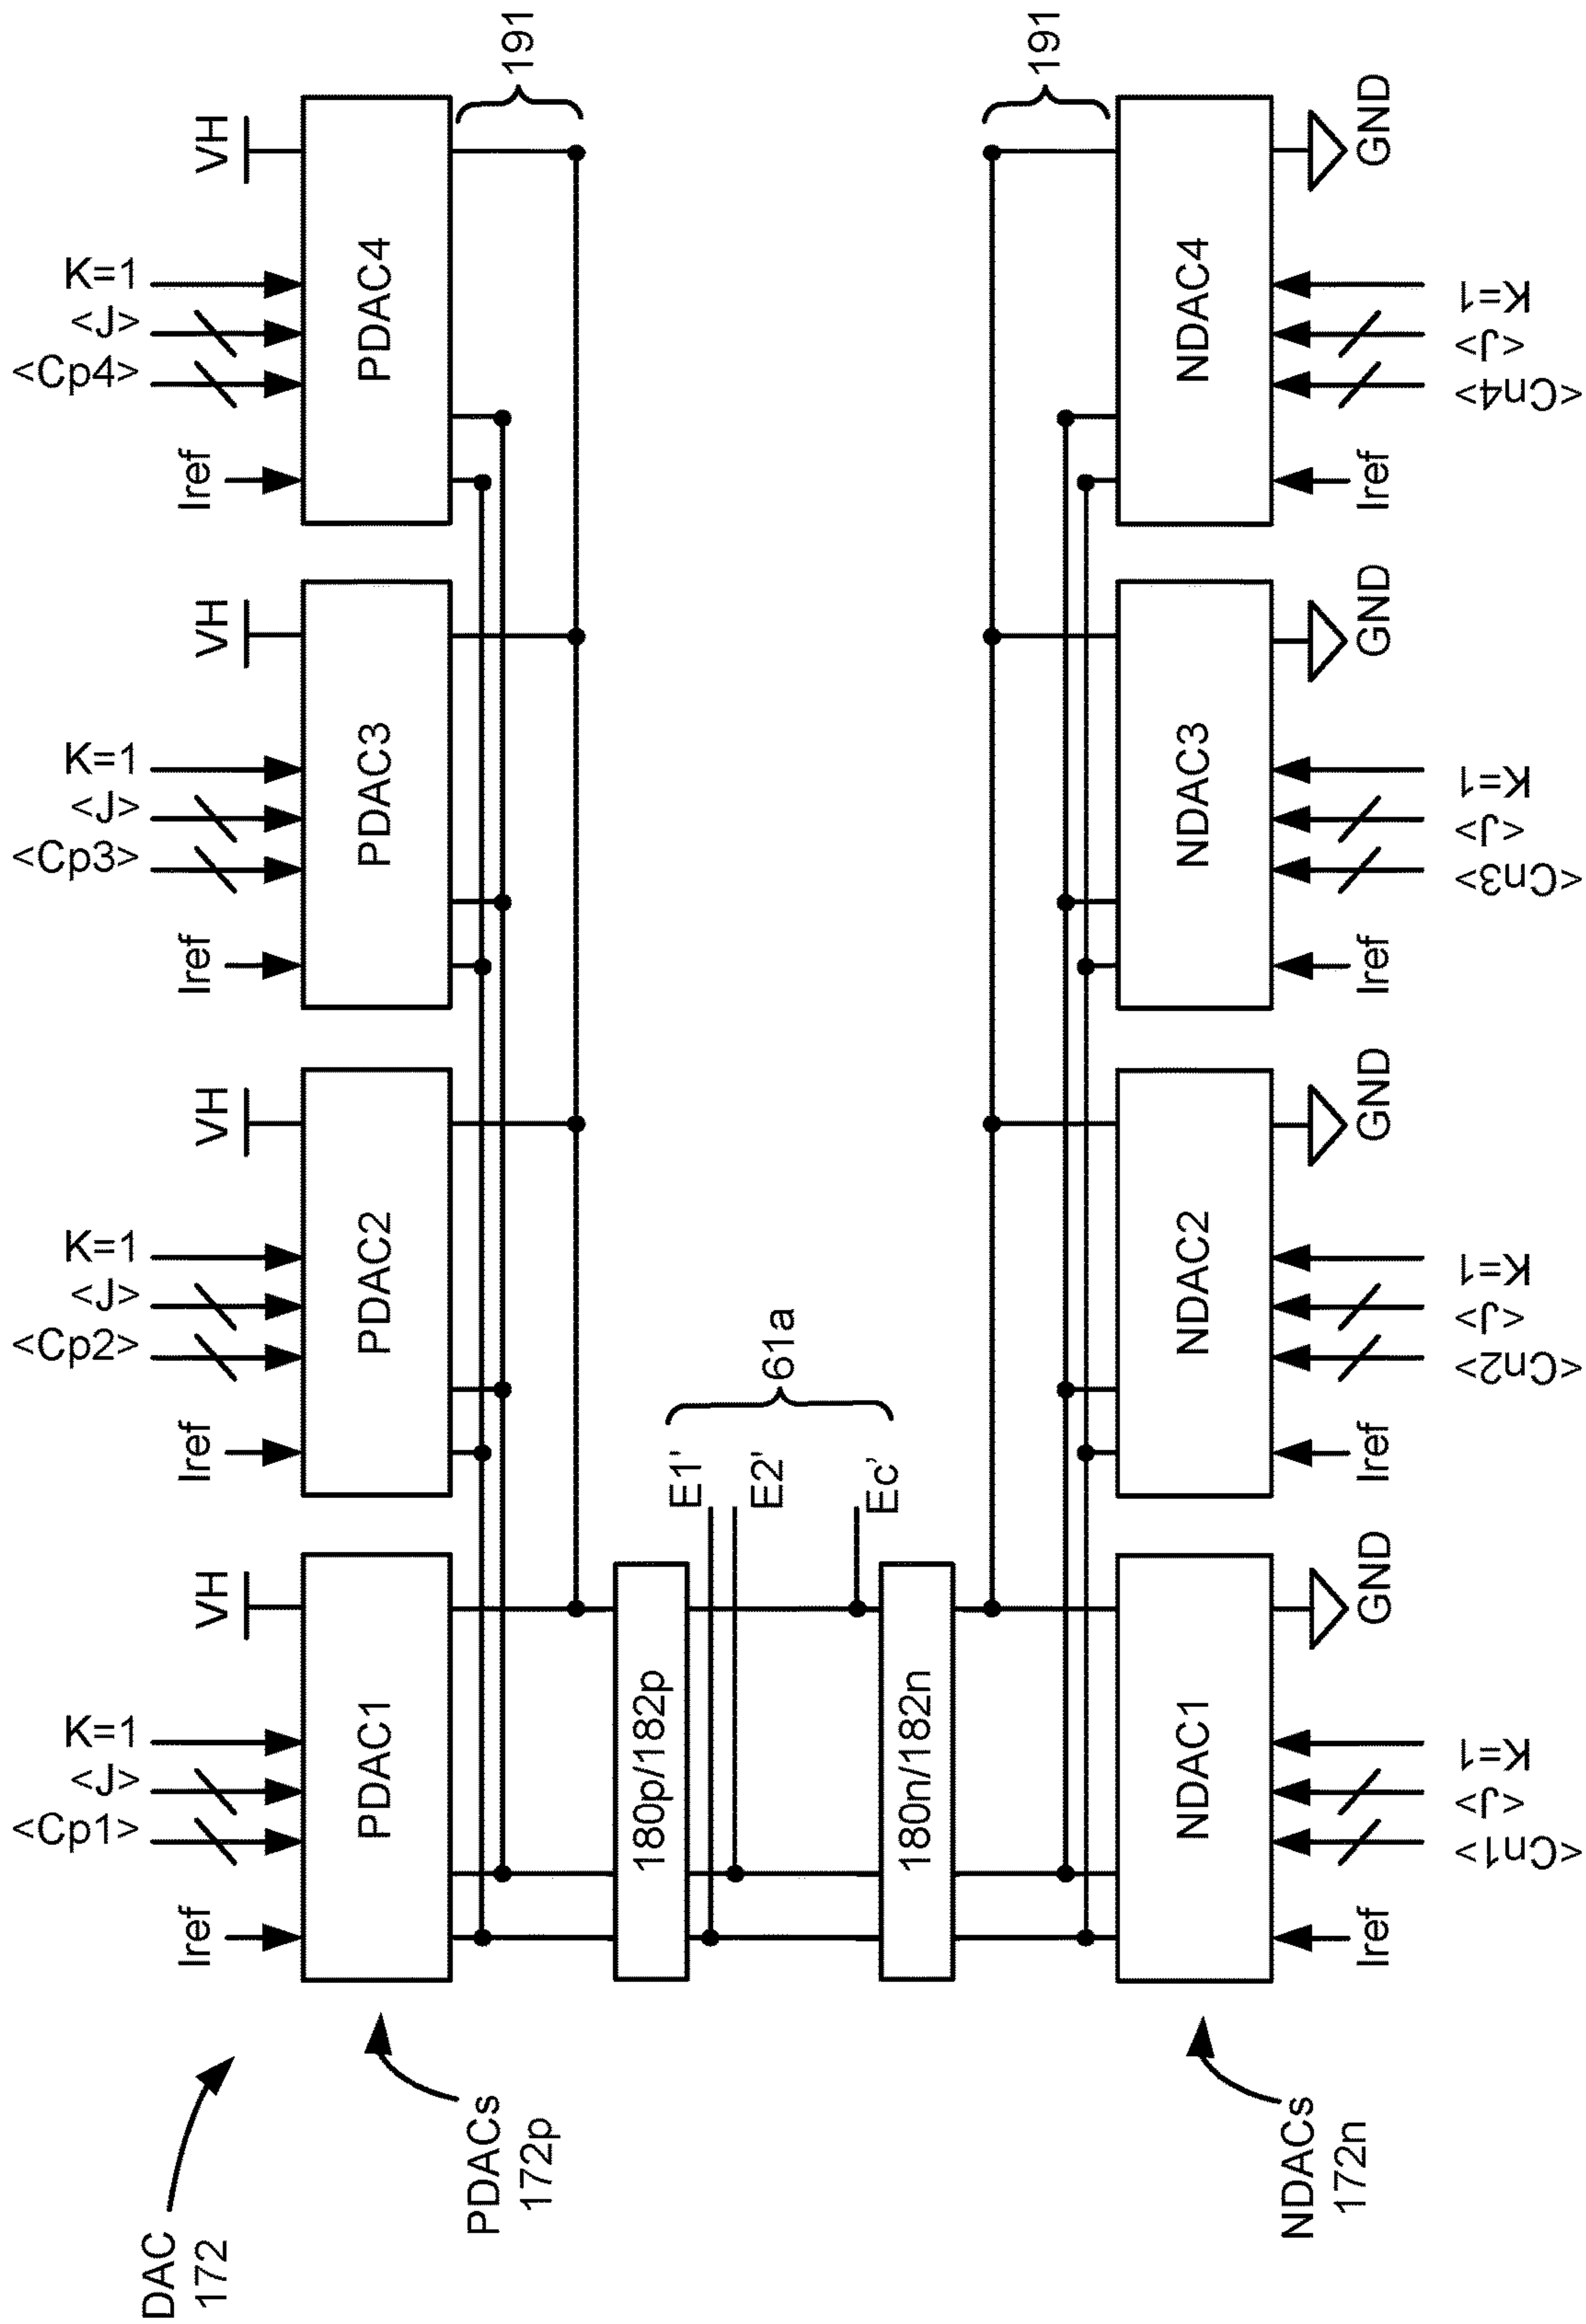 DAC
172
PDACs
172p
Iref
<Cp1>
<J>
K=1
VH
Iref
<Cp2>
<J>
K=1
VH
Iref
<Cp3>
<J>
K=1
VH
Iref
<Cp4>
<J>
K=1
VH
PDAC1
PDAC2
PDAC3
PDAC4
191
180p/182p
E1'
E2'
Ec’
61a
180n/182n
191
NDACs
172n
NDAC1
NDAC2
NDAC3
NDAC4
Iref
<Cn1>
<J>
K=1
GND
Iref
<Cn2>
<J>
K=1
GND
Iref
<Cn3>
<J>
K=1
GND
Iref
<Cn4>
<J>
K=1
GND